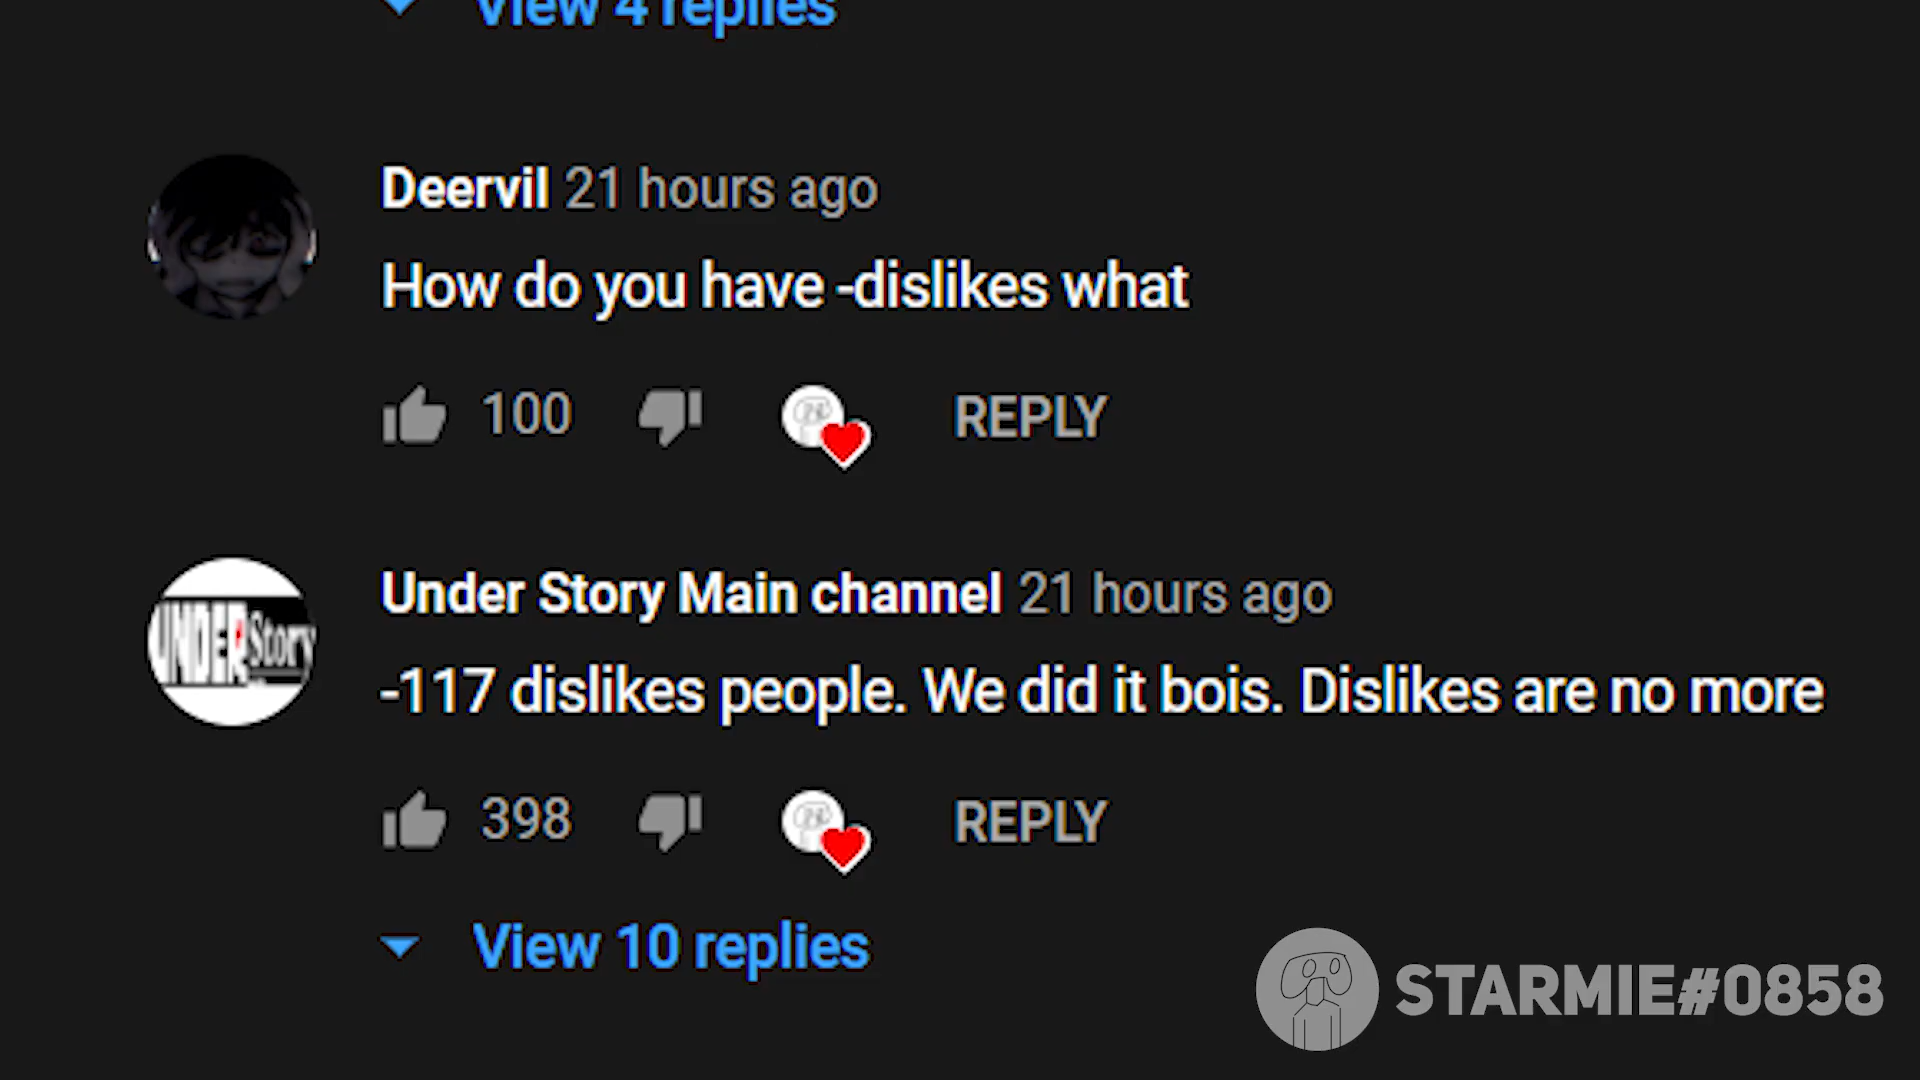 View 4 replies
Deervil 21 hours ago
How do you have -dislikes what
100 REPLY
UNDER Story
Under Story Main channel 21 hours ago
-117 dislikes people. We did it bois. Dislikes are no more
398 REPLY
View 10 replies
STARMIE#0858